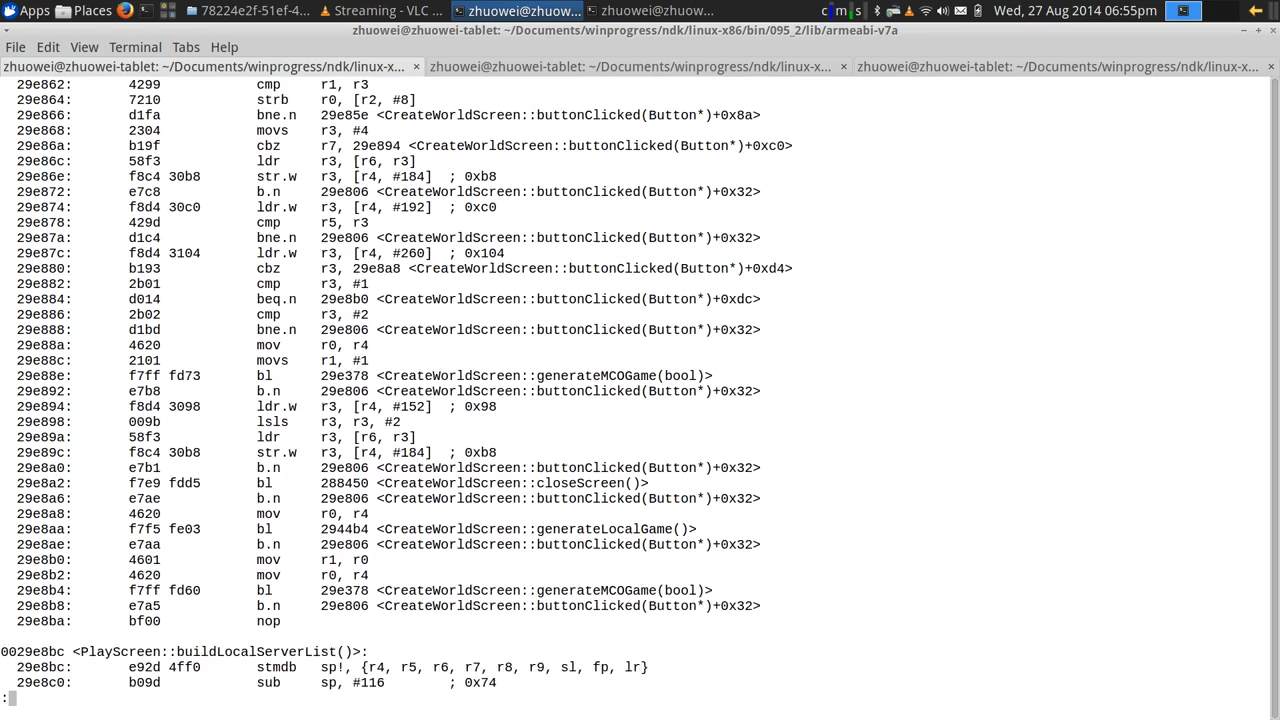 Apps Places 78224e2f-51ef-4... Streaming - VLC ... zhuowei@zhuow... zhuowei@zhuow... Wed, 27 Aug 2014 06:55pm
zhuowei@zhuowei-tablet: ~/Documents/winprogress/ndk/linux-x86/bin/095_2/lib/armeabi-v7a
File Edit View Terminal Tabs Help
zhuowei@zhuowei-tablet: ~/Documents/winprogress/ndk/linux-x... × zhuowei@zhuowei-tablet: ~/Documents/winprogress/ndk/linux-x... × zhuowei@zhuowei-tablet: ~/Documents/winprogress/ndk/linux-x... ×
29e862: 4299 cmp r1, r3
29e864: 7210 strb r0, [r2, #8]
29e866: d1fa bne.n 29e85e <CreateWorldScreen::buttonClicked(Button*)+0x8a>
29e868: 2304 movs r3, #4
29e86a: b19f cbz r7, 29e894 <CreateWorldScreen::buttonClicked(Button*)+0xc0>
29e86c: 58f3 ldr r3, [r6, r3]
29e86e: f8c4 30b8 str.w r3, [r4, #184] ; 0xb8
29e872: e7c8 b.n 29e806 <CreateWorldScreen::buttonClicked(Button*)+0x32>
29e874: f8d4 30c0 ldr.w r3, [r4, #192] ; 0xc0
29e878: 429d cmp r5, r3
29e87a: d1c4 bne.n 29e806 <CreateWorldScreen::buttonClicked(Button*)+0x32>
29e87c: f8d4 3104 ldr.w r3, [r4, #260] ; 0x104
29e880: b193 cbz r3, 29e8a8 <CreateWorldScreen::buttonClicked(Button*)+0xd4>
29e882: 2b01 cmp r3, #1
29e884: d014 beq.n 29e8b0 <CreateWorldScreen::buttonClicked(Button*)+0xdc>
29e886: 2b02 cmp r3, #2
29e888: d1bd bne.n 29e806 <CreateWorldScreen::buttonClicked(Button*)+0x32>
29e88a: 4620 mov r0, r4
29e88c: 2101 movs r1, #1
29e88e: f7ff fd73 bl 29e378 <CreateWorldScreen::generateMCOGame(bool)>
29e892: e7b8 b.n 29e806 <CreateWorldScreen::buttonClicked(Button*)+0x32>
29e894: f8d4 3098 ldr.w r3, [r4, #152] ; 0x98
29e898: 009b lsls r3, r3, #2
29e89a: 58f3 ldr r3, [r6, r3]
29e89c: f8c4 30b8 str.w r3, [r4, #184] ; 0xb8
29e8a0: e7b1 b.n 29e806 <CreateWorldScreen::buttonClicked(Button*)+0x32>
29e8a2: f7e9 fdd5 bl 288450 <CreateWorldScreen::closeScreen()>
29e8a6: e7ae b.n 29e806 <CreateWorldScreen::buttonClicked(Button*)+0x32>
29e8a8: 4620 mov r0, r4
29e8aa: f7f5 fe03 bl 2944b4 <CreateWorldScreen::generateLocalGame()>
29e8ae: e7aa b.n 29e806 <CreateWorldScreen::buttonClicked(Button*)+0x32>
29e8b0: 4601 mov r1, r0
29e8b2: 4620 mov r0, r4
29e8b4: f7ff fd60 bl 29e378 <CreateWorldScreen::generateMCOGame(bool)>
29e8b8: e7a5 b.n 29e806 <CreateWorldScreen::buttonClicked(Button*)+0x32>
29e8ba: bf00 nop
0029e8bc <PlayScreen::buildLocalServerList()>:
29e8bc: e92d 4ff0 stmdb sp!, {r4, r5, r6, r7, r8, r9, sl, fp, lr}
29e8c0: b09d sub sp, #116 ; 0x74
: